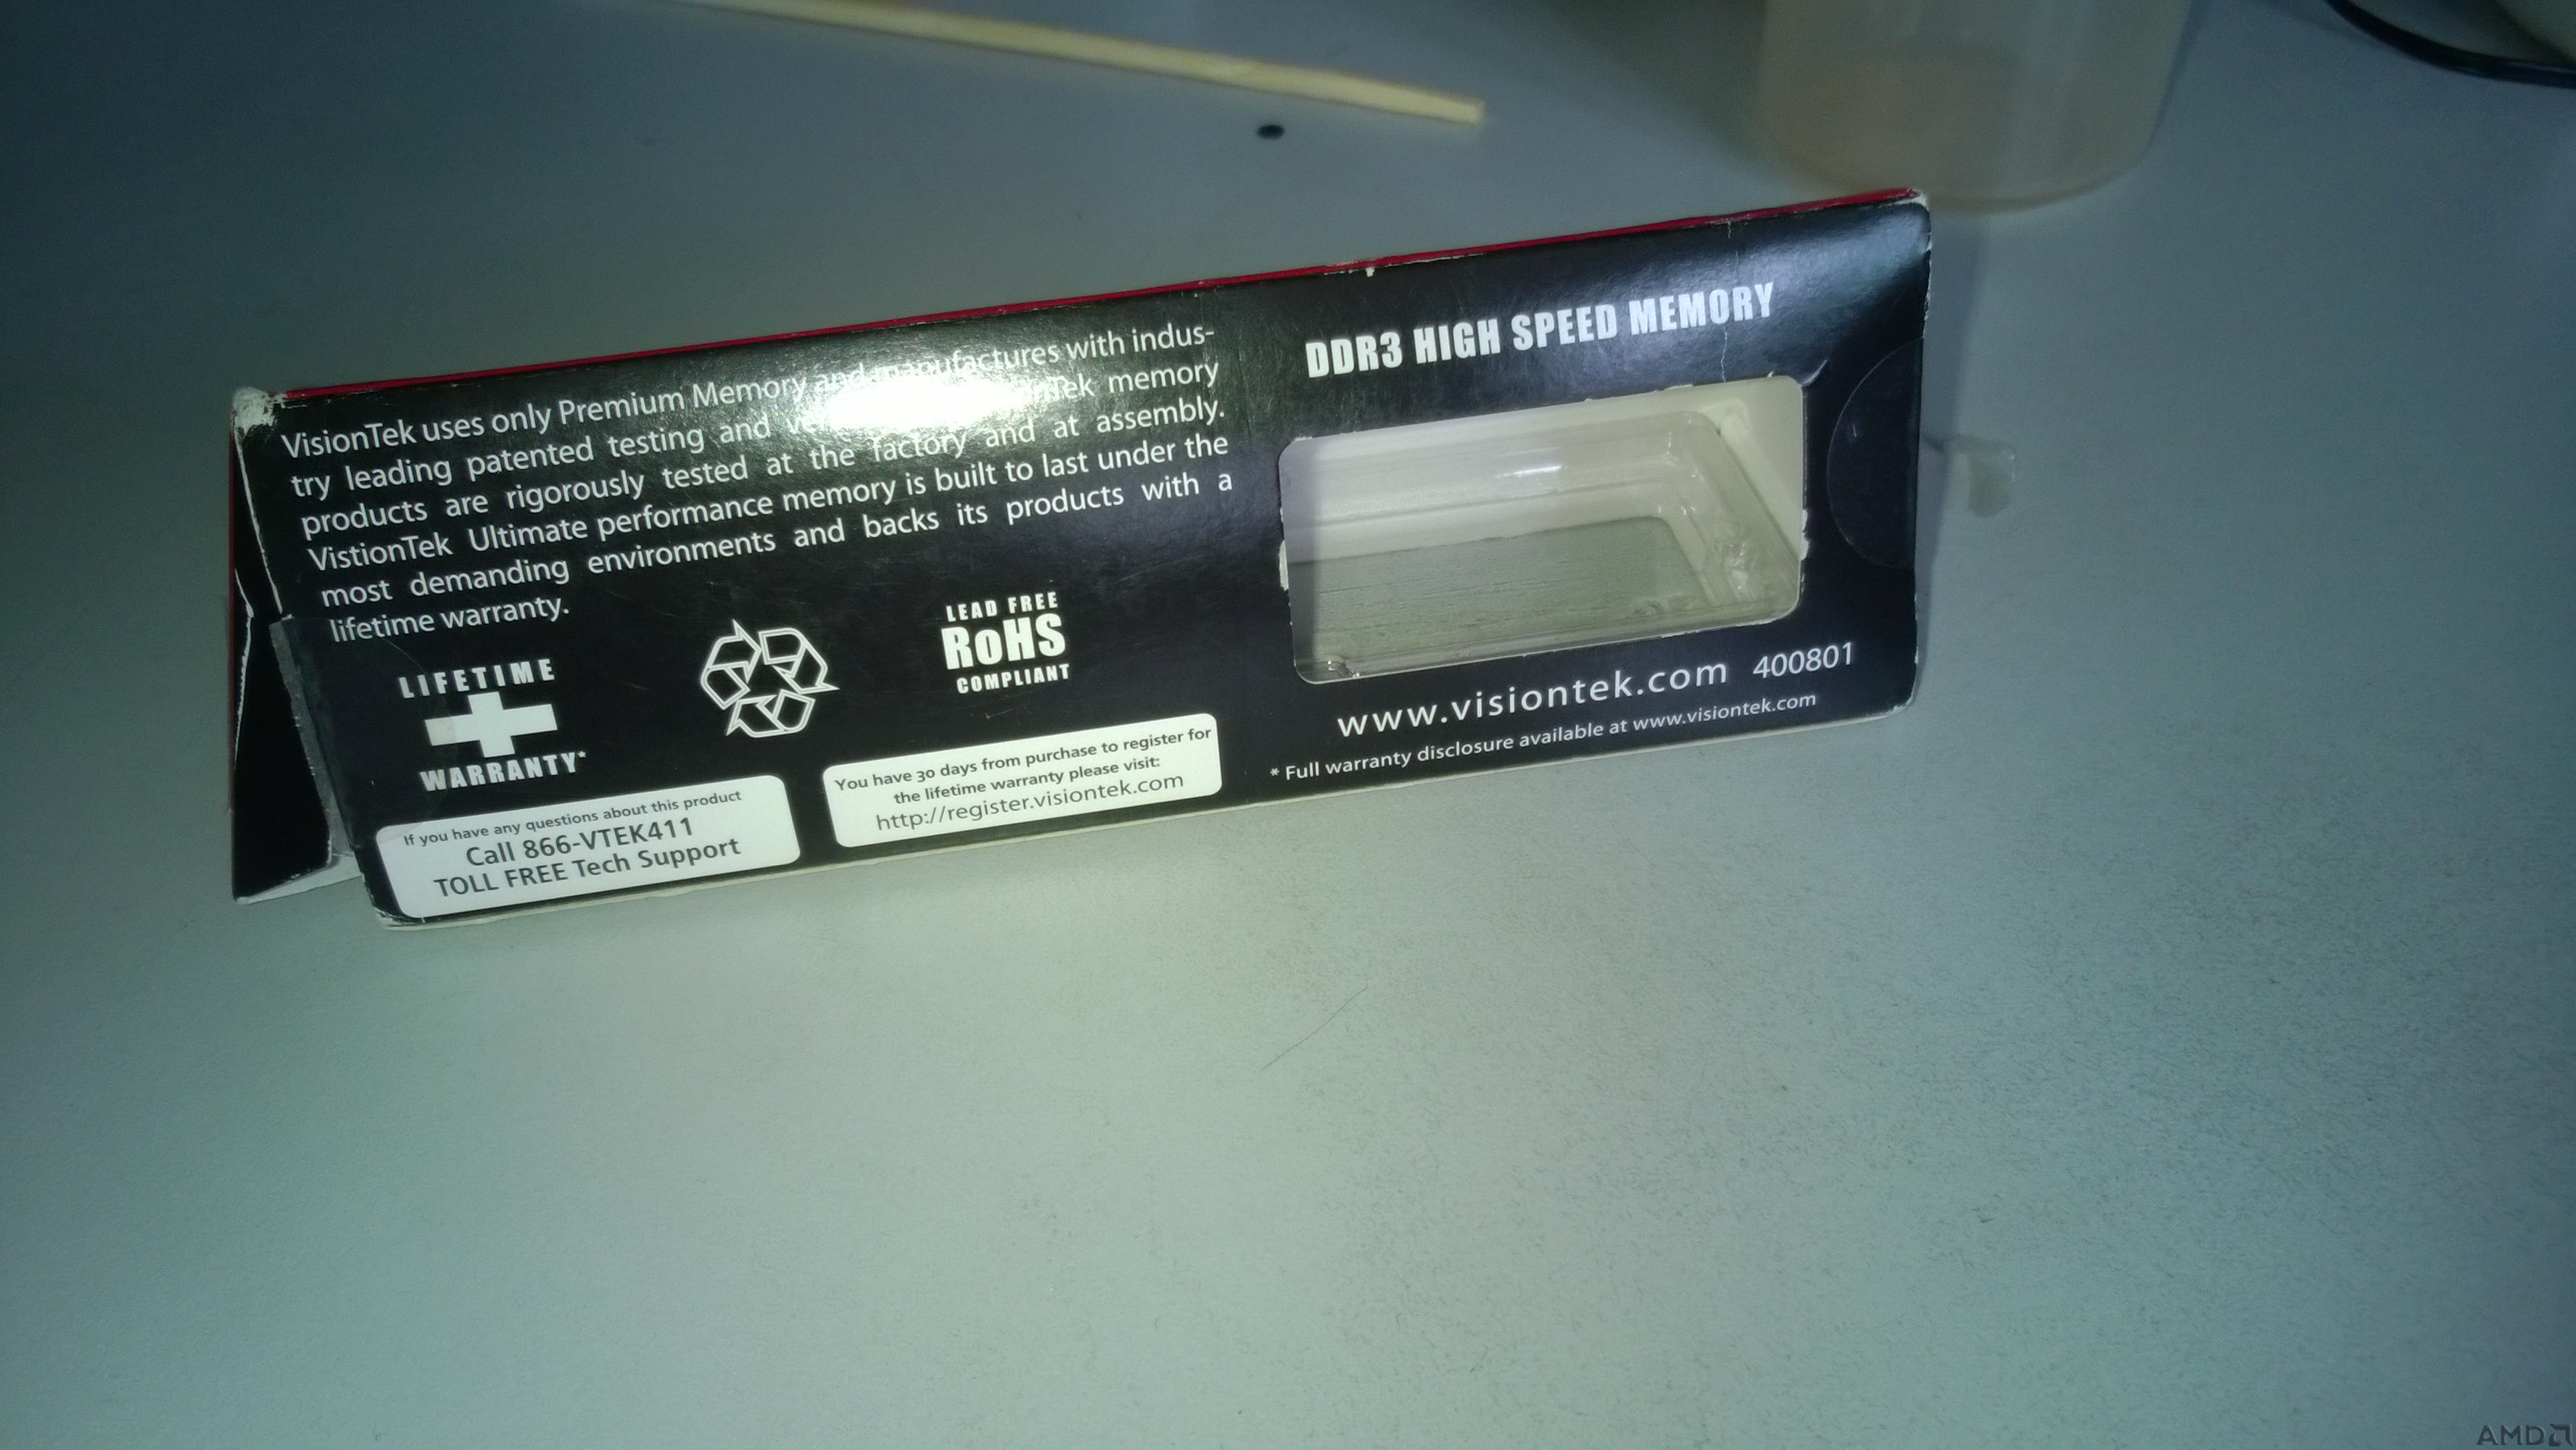 VisionTek uses only Premium Memory and manufactures with indus-
try leading patented testing and VisionTek memory
products are rigorously tested at the factory and at assembly.
VistionTek Ultimate performance memory is built to last under the
most demanding environments and backs its products with a
lifetime warranty.
LIFETIME
WARRANTY*
LEAD FREE
RoHS
COMPLIANT
If you have any questions about this product
Call 866-VTEK411
TOLL FREE Tech Support
You have 30 days from purchase to register for
the lifetime warranty please visit:
http://register.visiontek.com
DDR3 HIGH SPEED MEMORY
www.visiontek.com 400801
* Full warranty disclosure available at www.visiontek.com
AMD